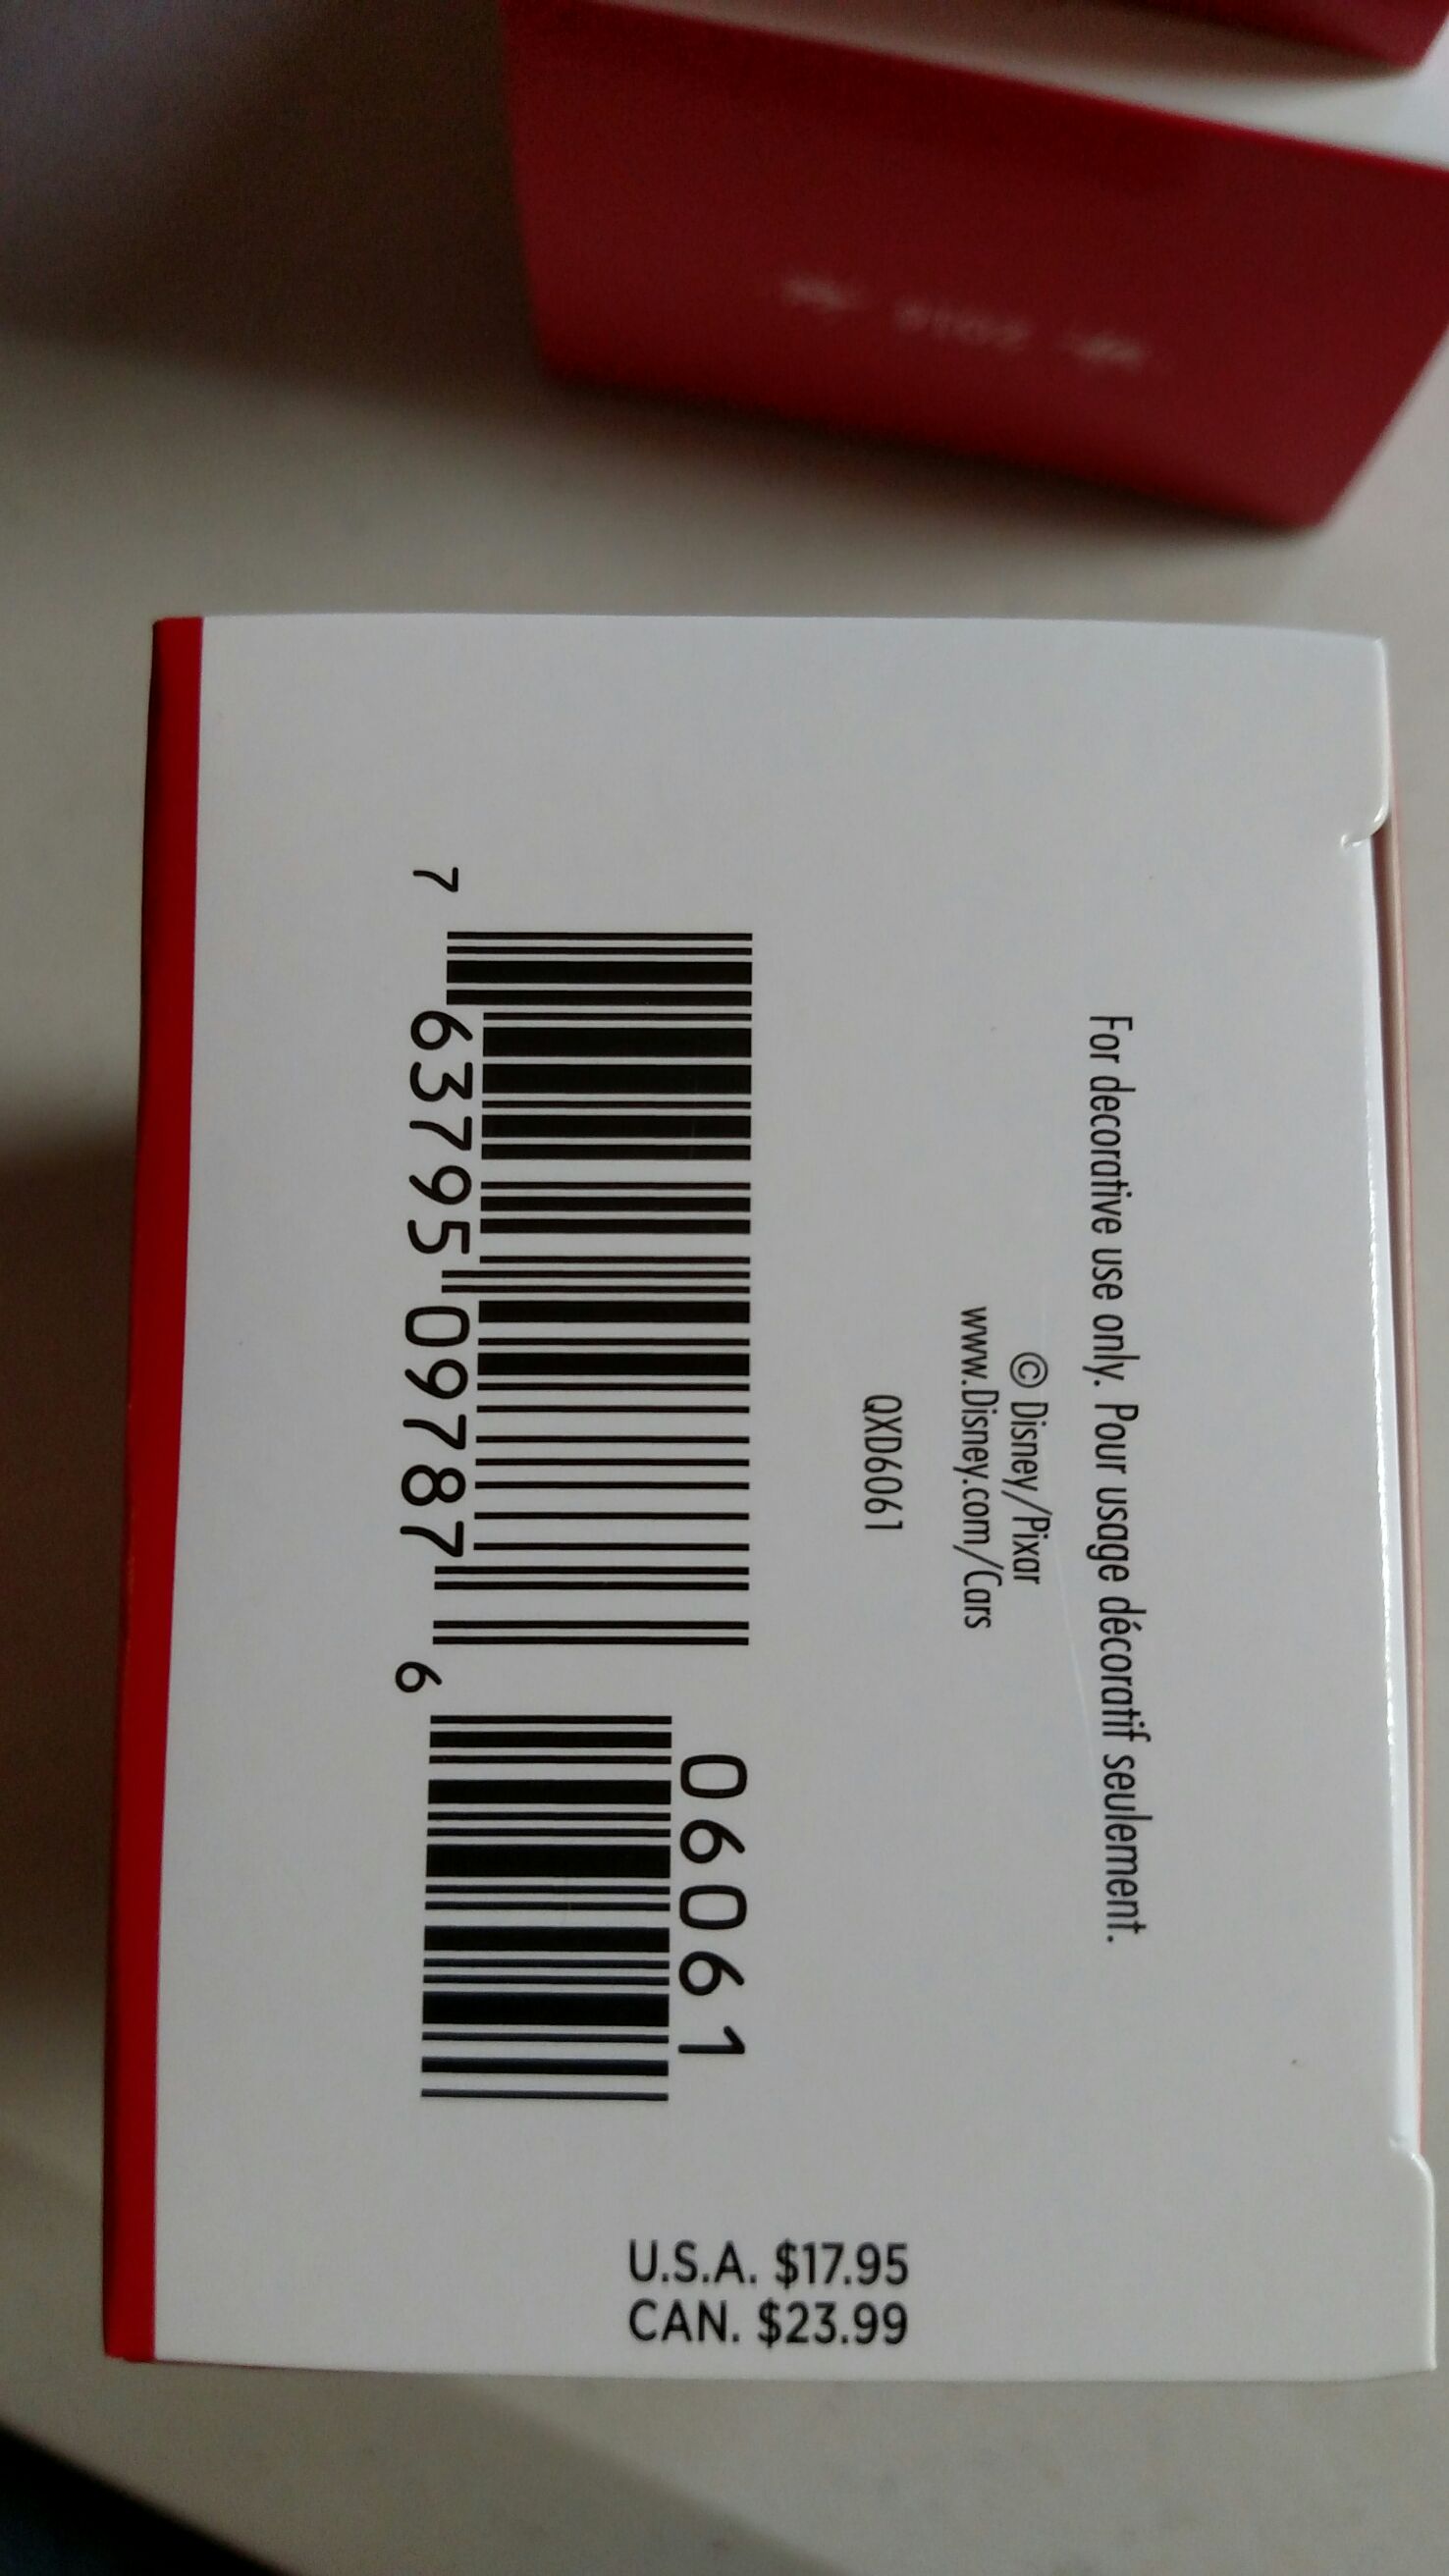 2018
For decorative use only. Pour usage décoratif seulement.
© Disney/Pixar
www.Disney.com/Cars
QXD6061
06061
7 63795 09787 6
U.S.A. $17.95
CAN. $23.99